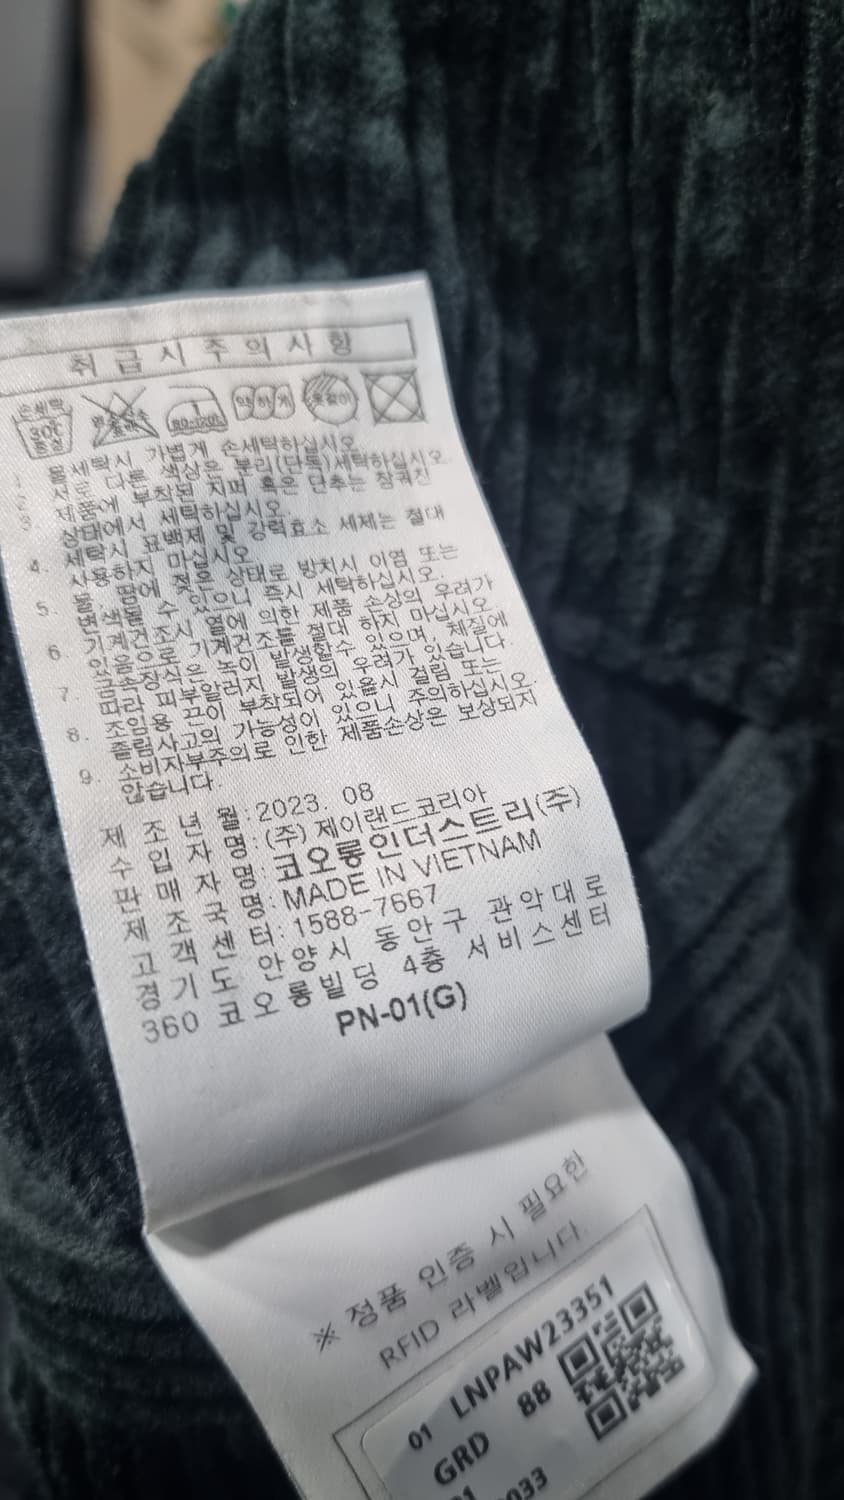 취급시주의사항
손세탁
30℃
중성
80~120℃
약하게
옷걸이
1. 물세탁시 가볍게 손세탁하십시오.
2. 서로 다른 색상은 분리(단독)세탁하십시오.
3. 제품에 부착된 지퍼 혹은 단추는 잠궈진
상태에서 세탁하십시오.
4. 세탁시 표백제 및 강력효소 세제는 절대
사용하지 마십시오.
5. 물, 땀에 젖은 상태로 방치시 이염 또는
변색될 수 있으니 즉시 세탁하십시오.
6. 기계건조시 열에 의한 제품 손상의 우려가
있음으로 기계건조를 절대 하지 마십시오.
7. 금속장식은 녹이 발생할수 있으며, 체질에
따라 피부알러지 발생의 우려가 있습니다.
8. 조임용 끈이 부착되어 있을시 걸림 또는
졸림사고의 가능성이 있으니 주의하십시오.
9. 소비자부주의로 인한 제품손상은 보상되지
않습니다.
제조년월:2023. 08
수입자명:(주) 제이랜드코리아
판매자명:코오롱인더스트리(주)
제조국명:MADE IN VIETNAM
고객센터:1588-7667
경기도 안양시 동안구 관악대로
360 코오롱빌딩 4층 서비스센터
PN-01(G)
※ 정품 인증 시 필요한
RFID 라벨입니다.
01 LNPAW23351
GRD 88